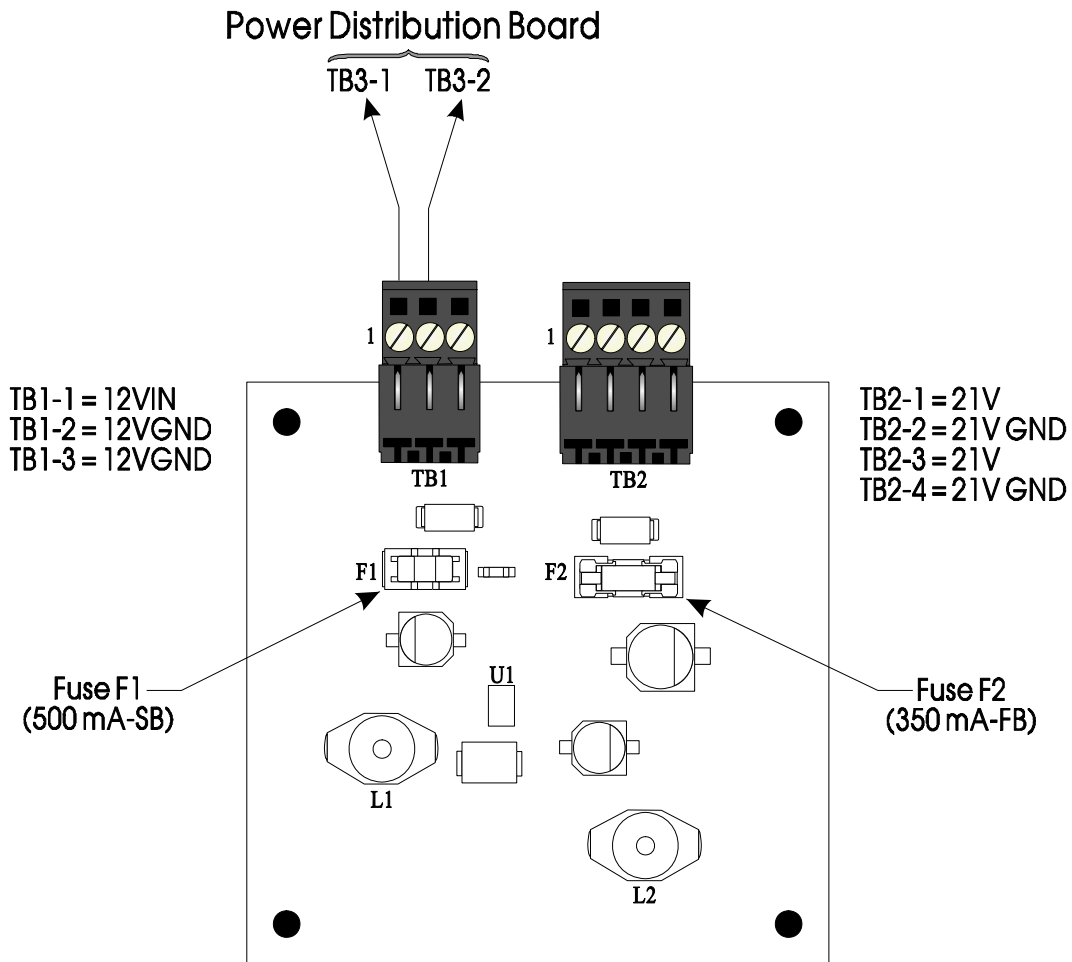 Power Distribution Board
TB3-1 TB3-2
1 1
TB1-1 = 12VIN
TB1-2 = 12VGND
TB1-3 = 12VGND
TB2-1 = 21V
TB2-2 = 21V GND
TB2-3 = 21V
TB2-4 = 21V GND
TB1 TB2
F1 F2
Fuse F1
(500 mA-SB)
U1
Fuse F2
(350 mA-FB)
L1
L2